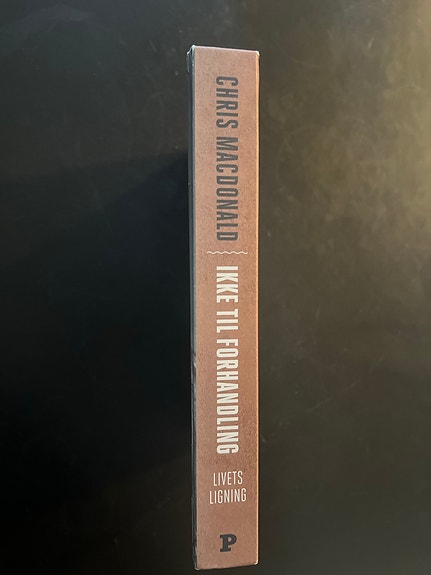 CHRIS MACDONALD
IKKE TIL FORHANDLING
LIVETS
LIGNING
P